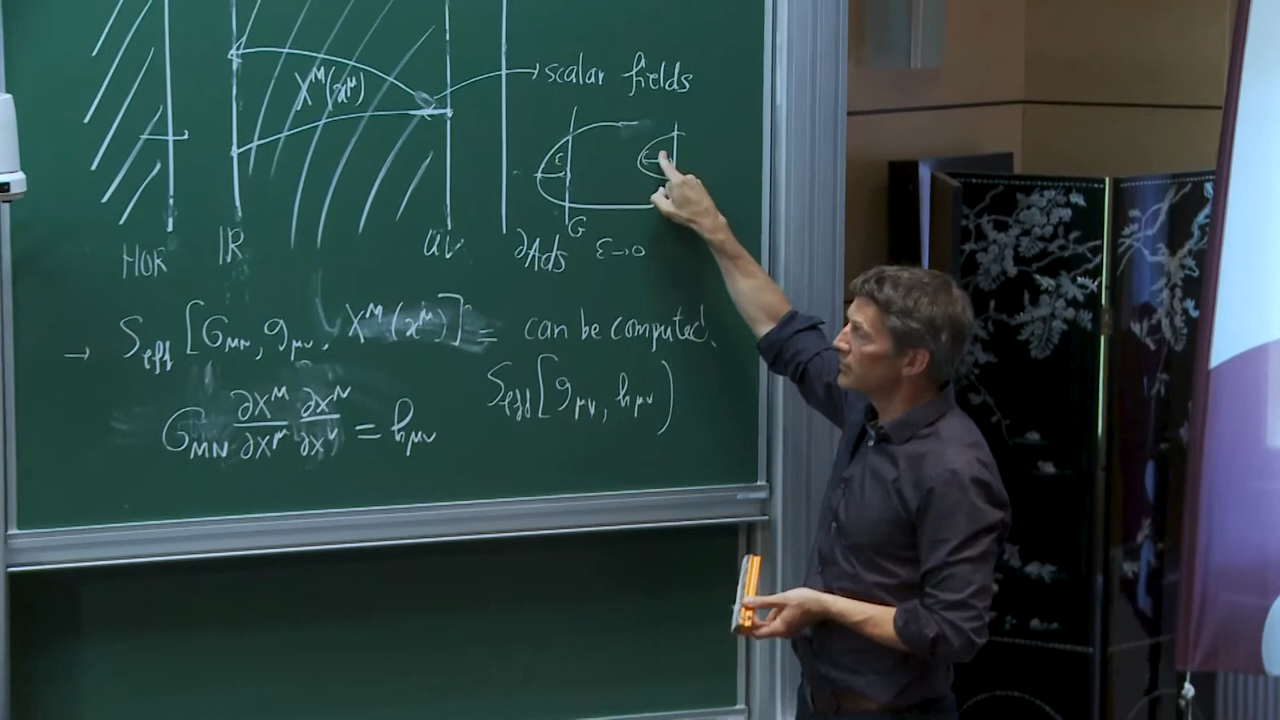 X^M(x^μ)
→ scalar fields
ε
G
HOR IR UV ∂AdS ε→0
→ S_eff [G_MN, g_μν, X^M(x^μ)] = can be computed.
G_MN ∂X^M/∂x^μ ∂X^N/∂x^ν = h_μν
S_eff [g_μν, h_μν)